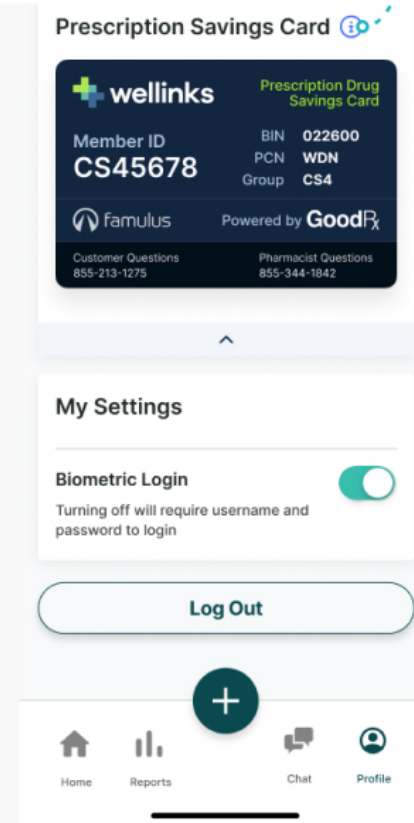 Prescription Savings Card
wellinks
Prescription Drug
Savings Card
Member ID
CS45678
BIN 022600
PCN WDN
Group CS4
famulus
Powered by GoodRx
Customer Questions
855-213-1275
Pharmacist Questions
855-344-1842
My Settings
Biometric Login
Turning off will require username and
password to login
Log Out
Home
Reports
Chat
Profile